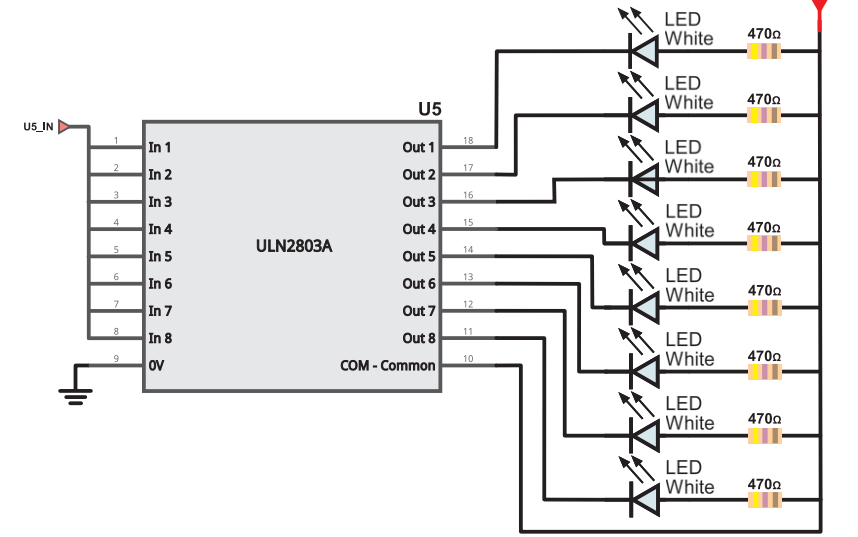 LED
White
470Ω
LED
White
470Ω
U5
U5_IN
1
In 1
Out 1
18
LED
White
470Ω
2
In 2
Out 2
17
3
In 3
Out 3
16
LED
White
470Ω
4
In 4
Out 4
15
ULN2803A
5
In 5
Out 5
14
LED
White
470Ω
6
In 6
Out 6
13
7
In 7
Out 7
12
LED
White
470Ω
8
In 8
Out 8
11
9
0V
COM - Common
10
LED
White
470Ω
LED
White
470Ω